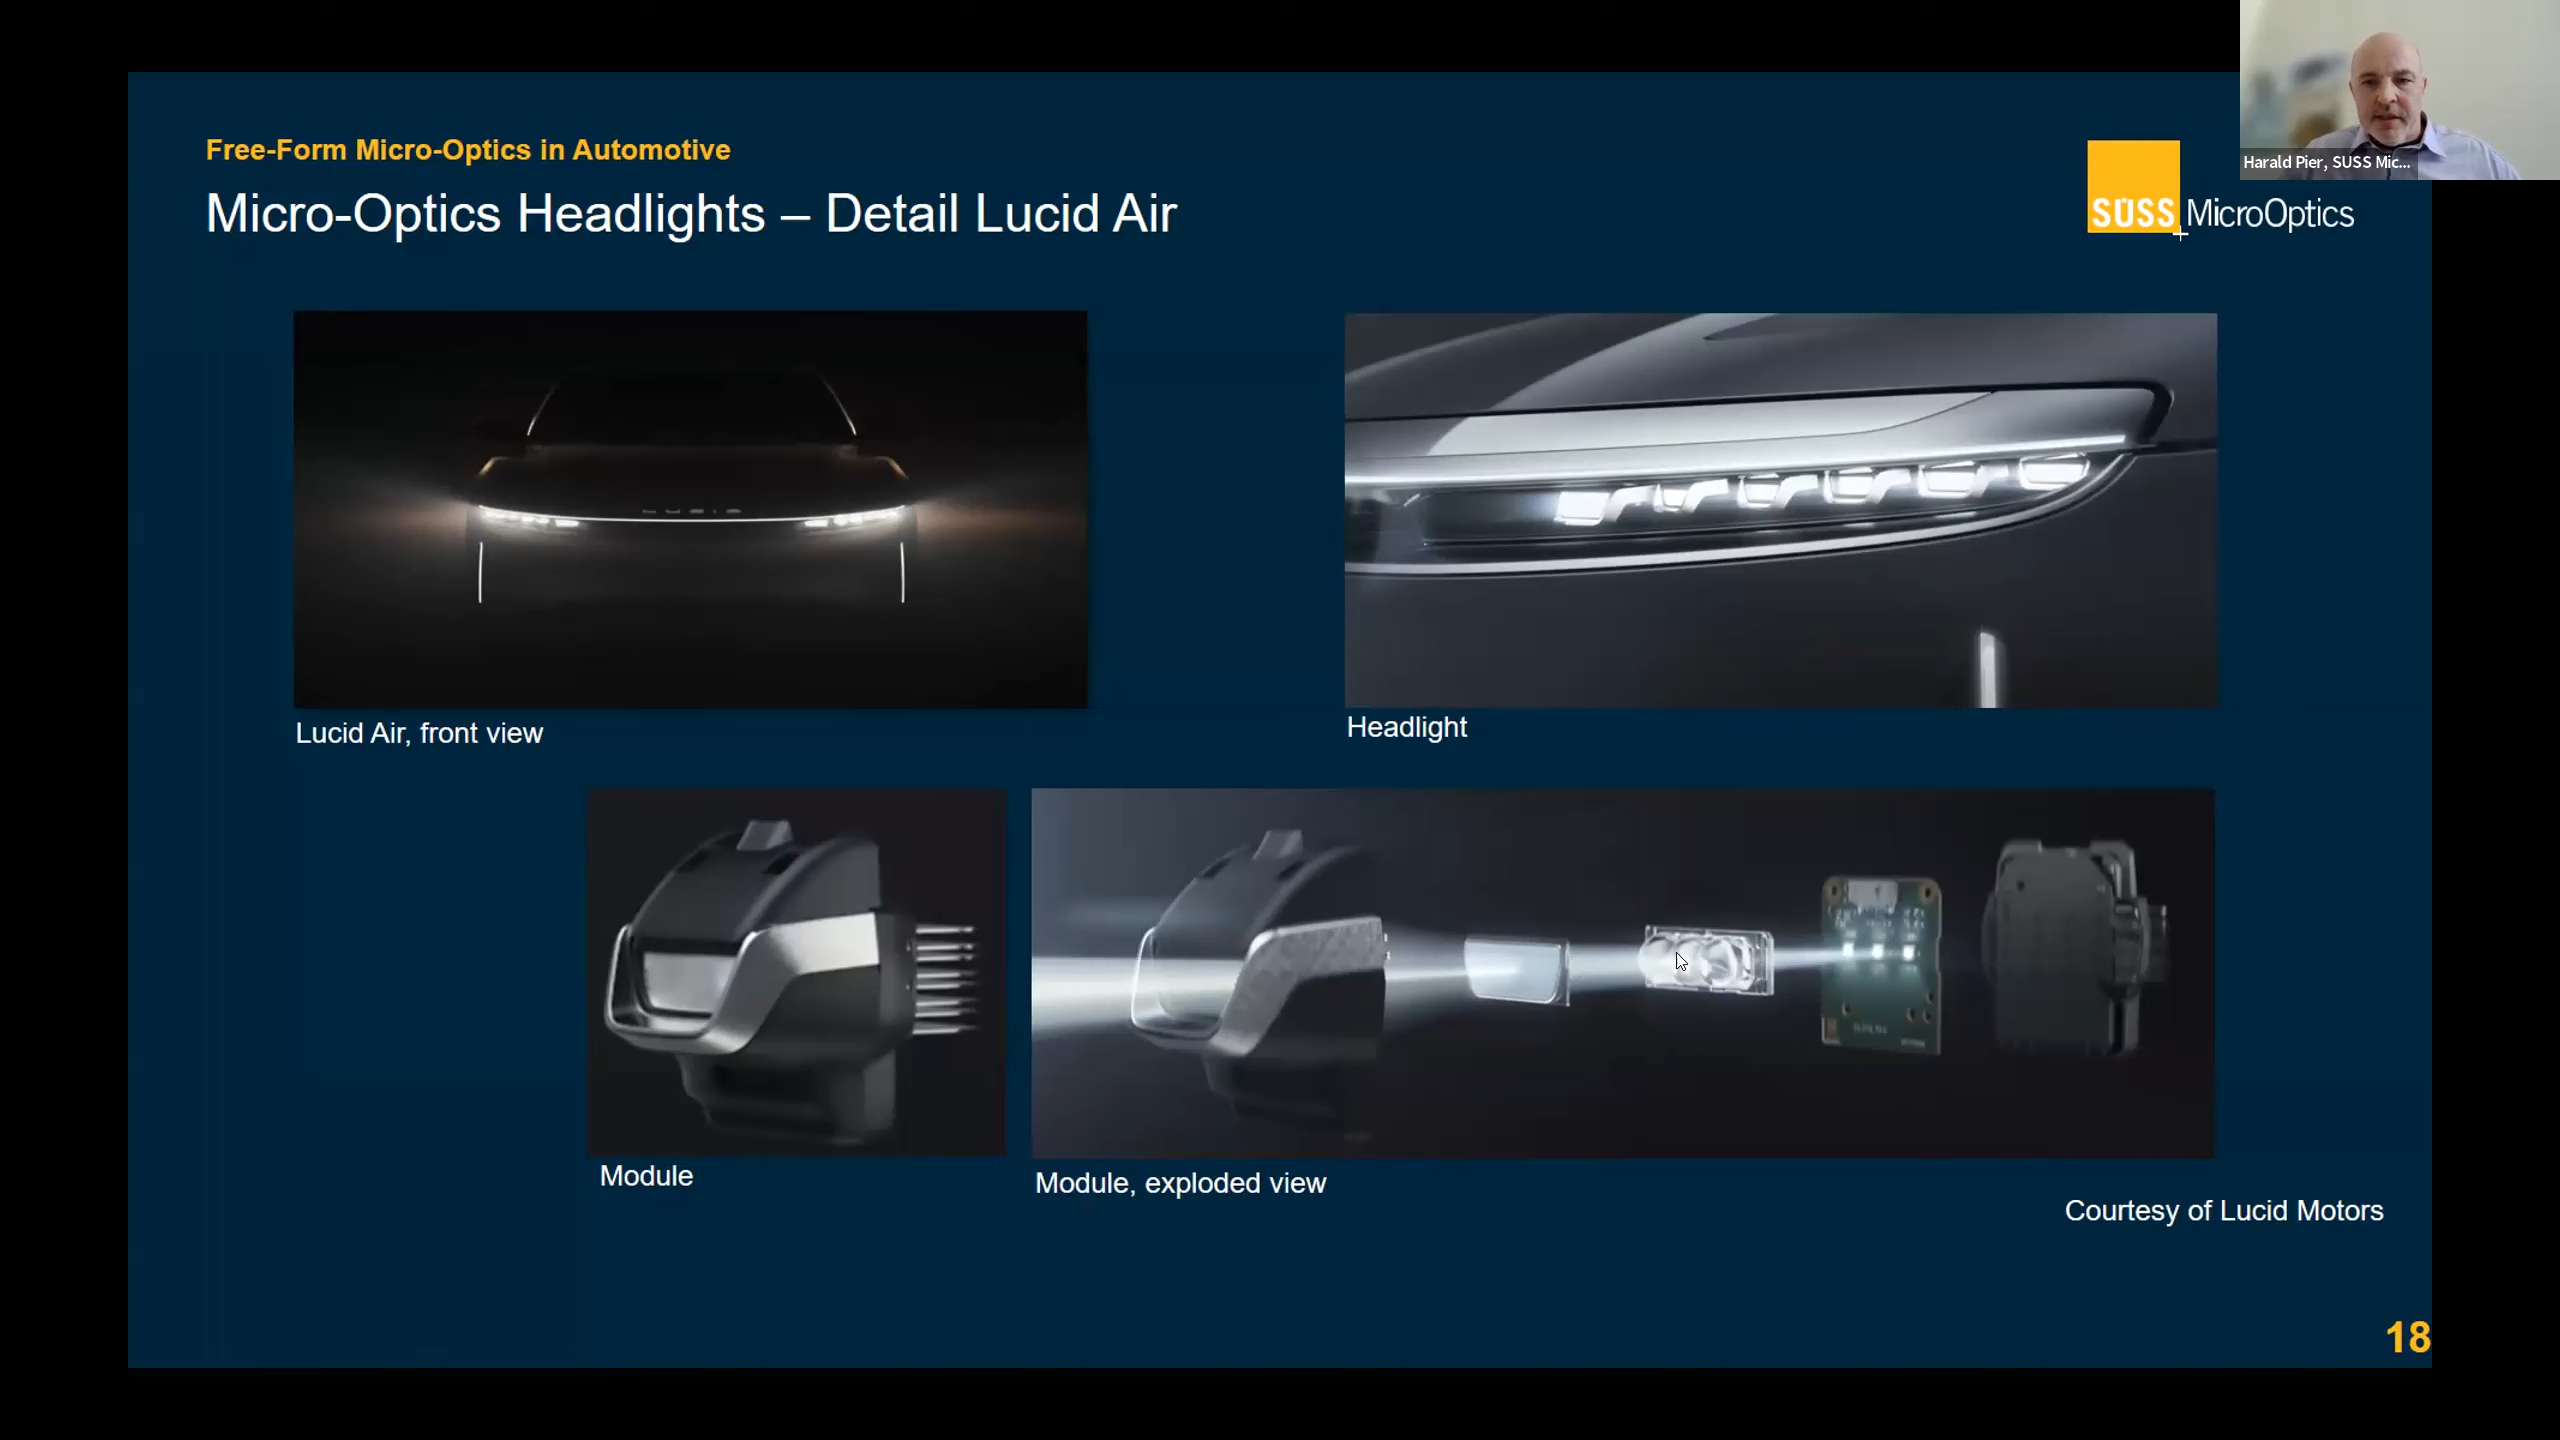 Harald Pier, SUSS Mic...
Free-Form Micro-Optics in Automotive
Micro-Optics Headlights – Detail Lucid Air
SUSS MicroOptics
LUCID
Lucid Air, front view
Headlight
Module
Module, exploded view
Courtesy of Lucid Motors
18